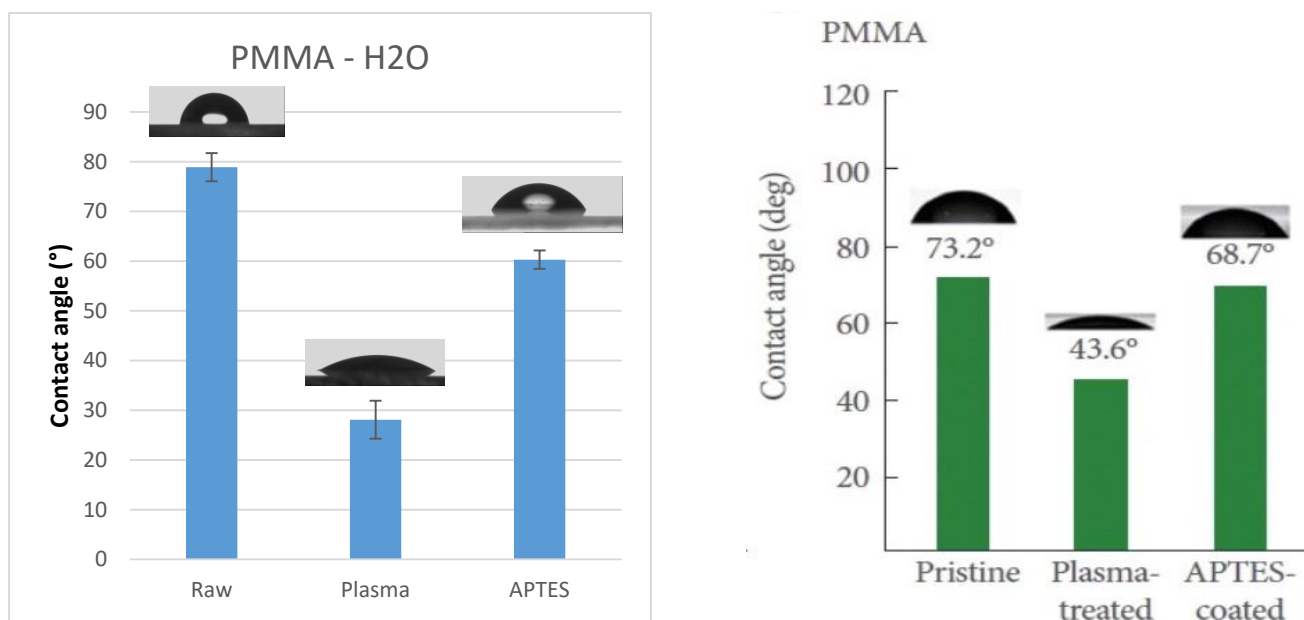 PMMA - H2O
Contact angle (°)
90
80
70
60
50
40
30
20
10
0
Raw
Plasma
APTES
PMMA
Contact angle (deg)
120
100
80
60
40
20
73.2°
43.6°
68.7°
Pristine
Plasma-
treated
APTES-
coated